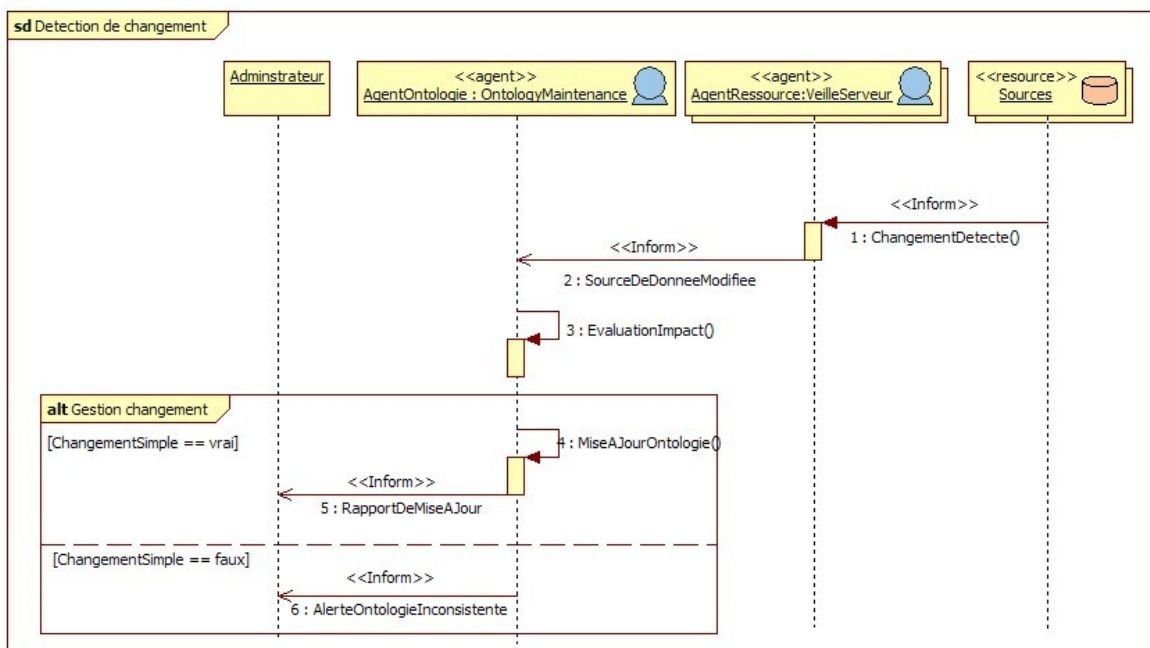 sd Detection de changement
Adminstrateur
<<agent>>
AgentOntologie : OntologyMaintenance
<<agent>>
AgentRessource:VeilleServeur
<<resource>>
Sources
<<Inform>>
1 : ChangementDetecte()
<<Inform>>
2 : SourceDeDonneeModifiee
3 : EvaluationImpact()
alt Gestion changement
[ChangementSimple == vrai]
4 : MiseAJourOntologie()
<<Inform>>
5 : RapportDeMiseAJour
[ChangementSimple == faux]
<<Inform>>
6 : AlerteOntologieInconsistente